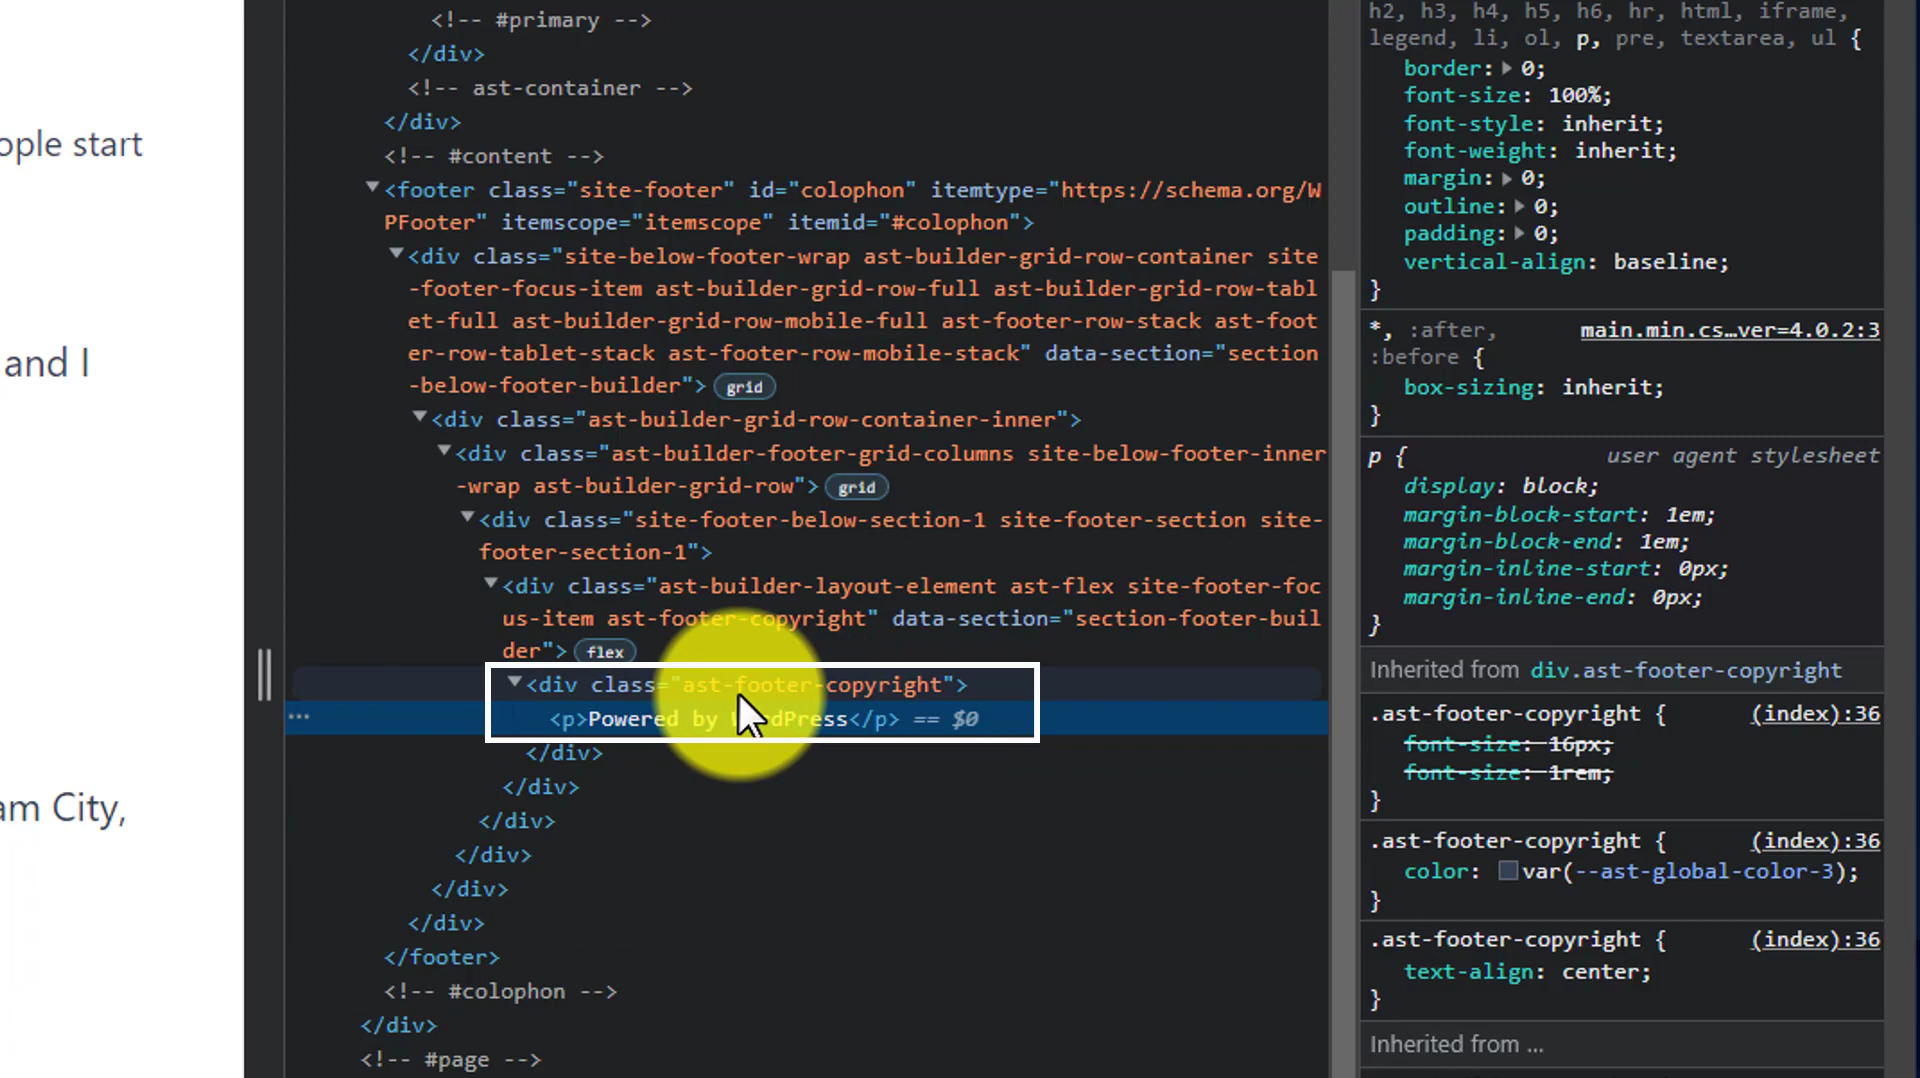 ople start
and I
am City,
<!-- #primary -->
</div>
<!-- ast-container -->
</div>
<!-- #content -->
<footer class="site-footer" id="colophon" itemtype="https://schema.org/W
PFooter" itemscope="itemscope" itemid="#colophon">
<div class="site-below-footer-wrap ast-builder-grid-row-container site
-footer-focus-item ast-builder-grid-row-full ast-builder-grid-row-tabl
et-full ast-builder-grid-row-mobile-full ast-footer-row-stack ast-foot
er-row-tablet-stack ast-footer-row-mobile-stack" data-section="section
-below-footer-builder"> grid
<div class="ast-builder-grid-row-container-inner">
<div class="ast-builder-footer-grid-columns site-below-footer-inner
-wrap ast-builder-grid-row"> grid
<div class="site-footer-below-section-1 site-footer-section site-
footer-section-1">
<div class="ast-builder-layout-element ast-flex site-footer-foc
us-item ast-footer-copyright" data-section="section-footer-buil
der"> flex
<div class="ast-footer-copyright">
<p>Powered by WordPress</p> == $0
</div>
</div>
</div>
</div>
</div>
</div>
</footer>
<!-- #colophon -->
</div>
<!-- #page -->
h2, h3, h4, h5, h6, hr, html, iframe,
legend, li, ol, p, pre, textarea, ul {
border: 0;
font-size: 100%;
font-style: inherit;
font-weight: inherit;
margin: 0;
outline: 0;
padding: 0;
vertical-align: baseline;
}
*, :after, main.min.cs…ver=4.0.2:3
:before {
box-sizing: inherit;
}
p { user agent stylesheet
display: block;
margin-block-start: 1em;
margin-block-end: 1em;
margin-inline-start: 0px;
margin-inline-end: 0px;
}
Inherited from div.ast-footer-copyright
.ast-footer-copyright { (index):36
font-size: 16px;
font-size: 1rem;
}
.ast-footer-copyright { (index):36
color: var(--ast-global-color-3);
}
.ast-footer-copyright { (index):36
text-align: center;
}
Inherited from ...